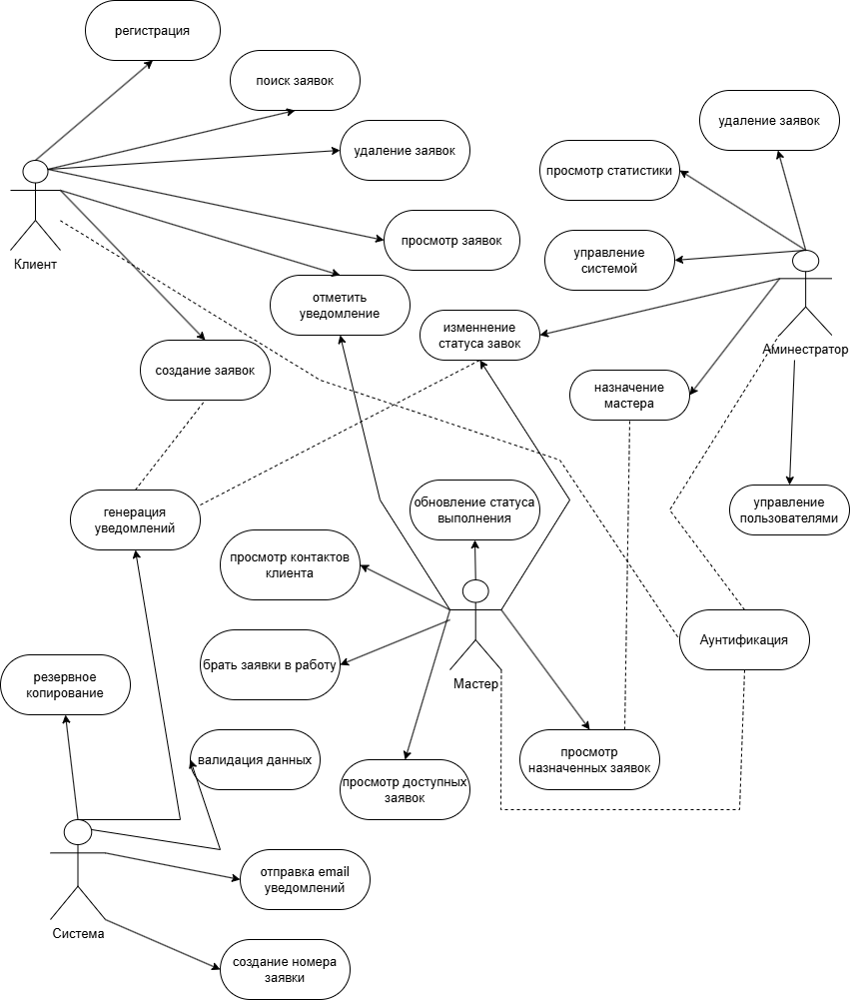 регистрация
поиск заявок
удаление заявок
удаление заявок
просмотр статистики
просмотр заявок
управление
системой
Клиент
отметить
уведомление
изменнение
статуса завок
Аминестратор
создание заявок
назначение
мастера
генерация
уведомлений
обновление статуса
выполнения
управление
пользователями
просмотр контактов
клиента
Аунтификация
брать заявки в работу
Мастер
резервное
копирование
валидация данных
просмотр
назначенных заявок
просмотр доступных
заявок
отправка email
уведомлений
Система
создание номера
заявки